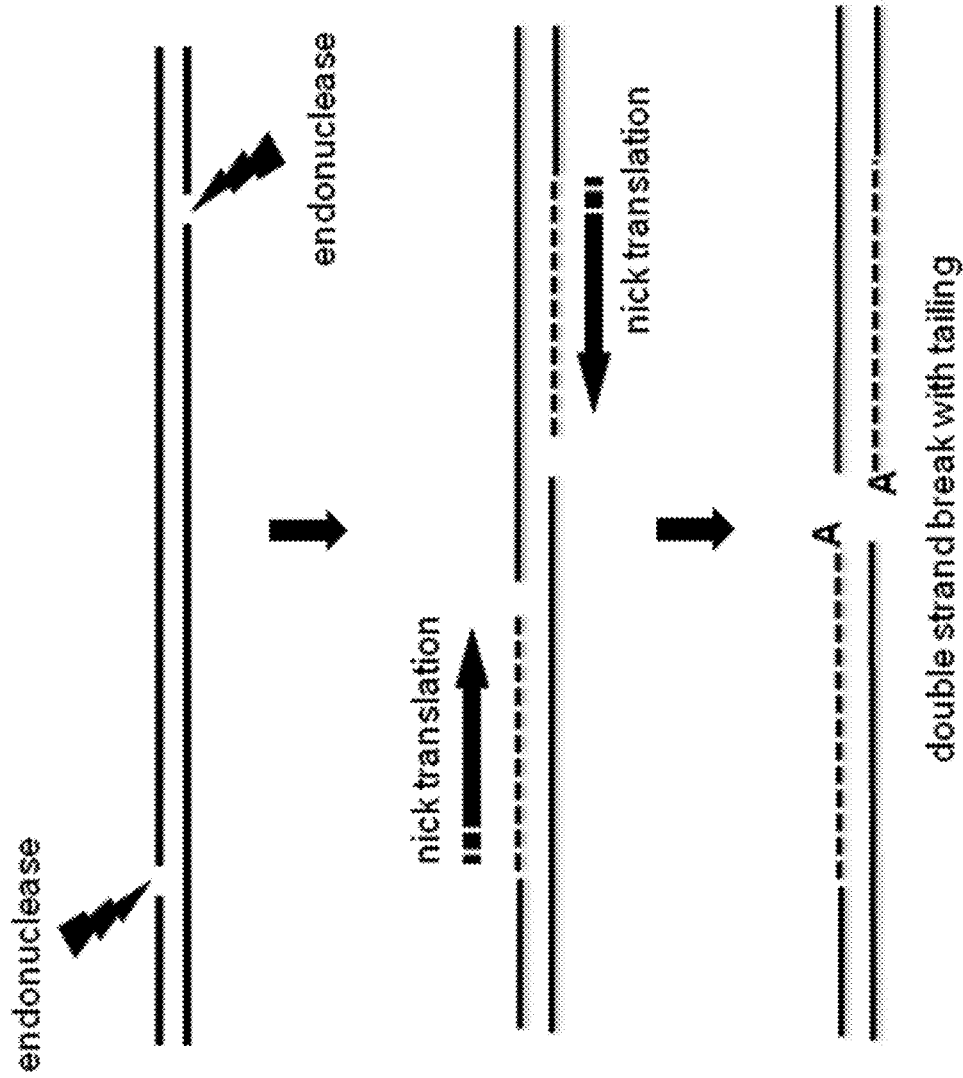 endonuclease
endonuclease
nick translation
nick translation
A
A
double strand break with tailing